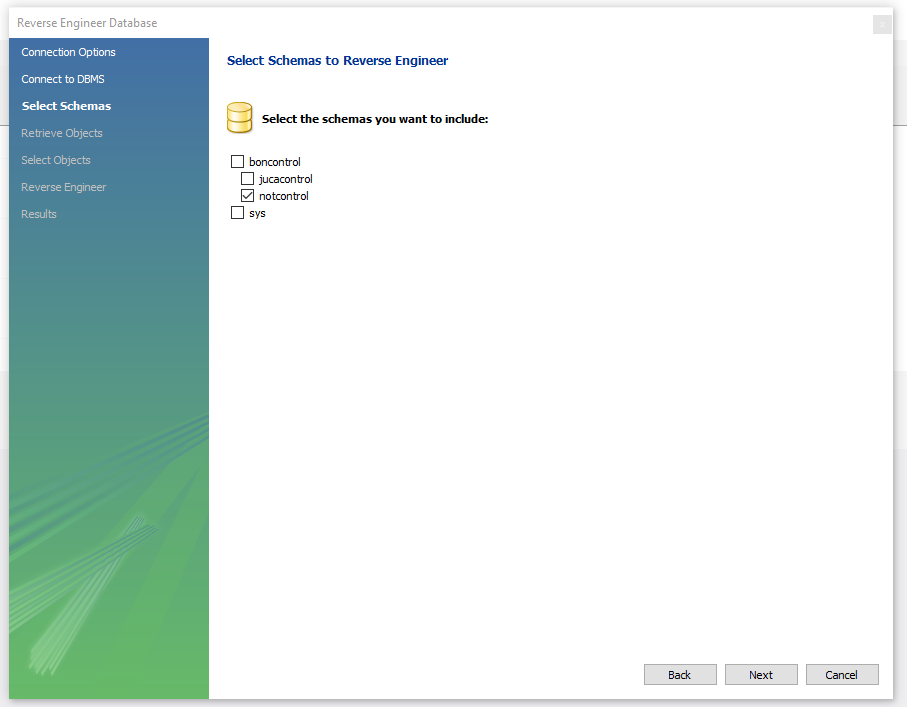 Reverse Engineer Database
Connection Options
Connect to DBMS
Select Schemas
Retrieve Objects
Select Objects
Reverse Engineer
Results
Select Schemas to Reverse Engineer
Select the schemas you want to include:
boncontrol
jucacontrol
notcontrol
sys
Back
Next
Cancel